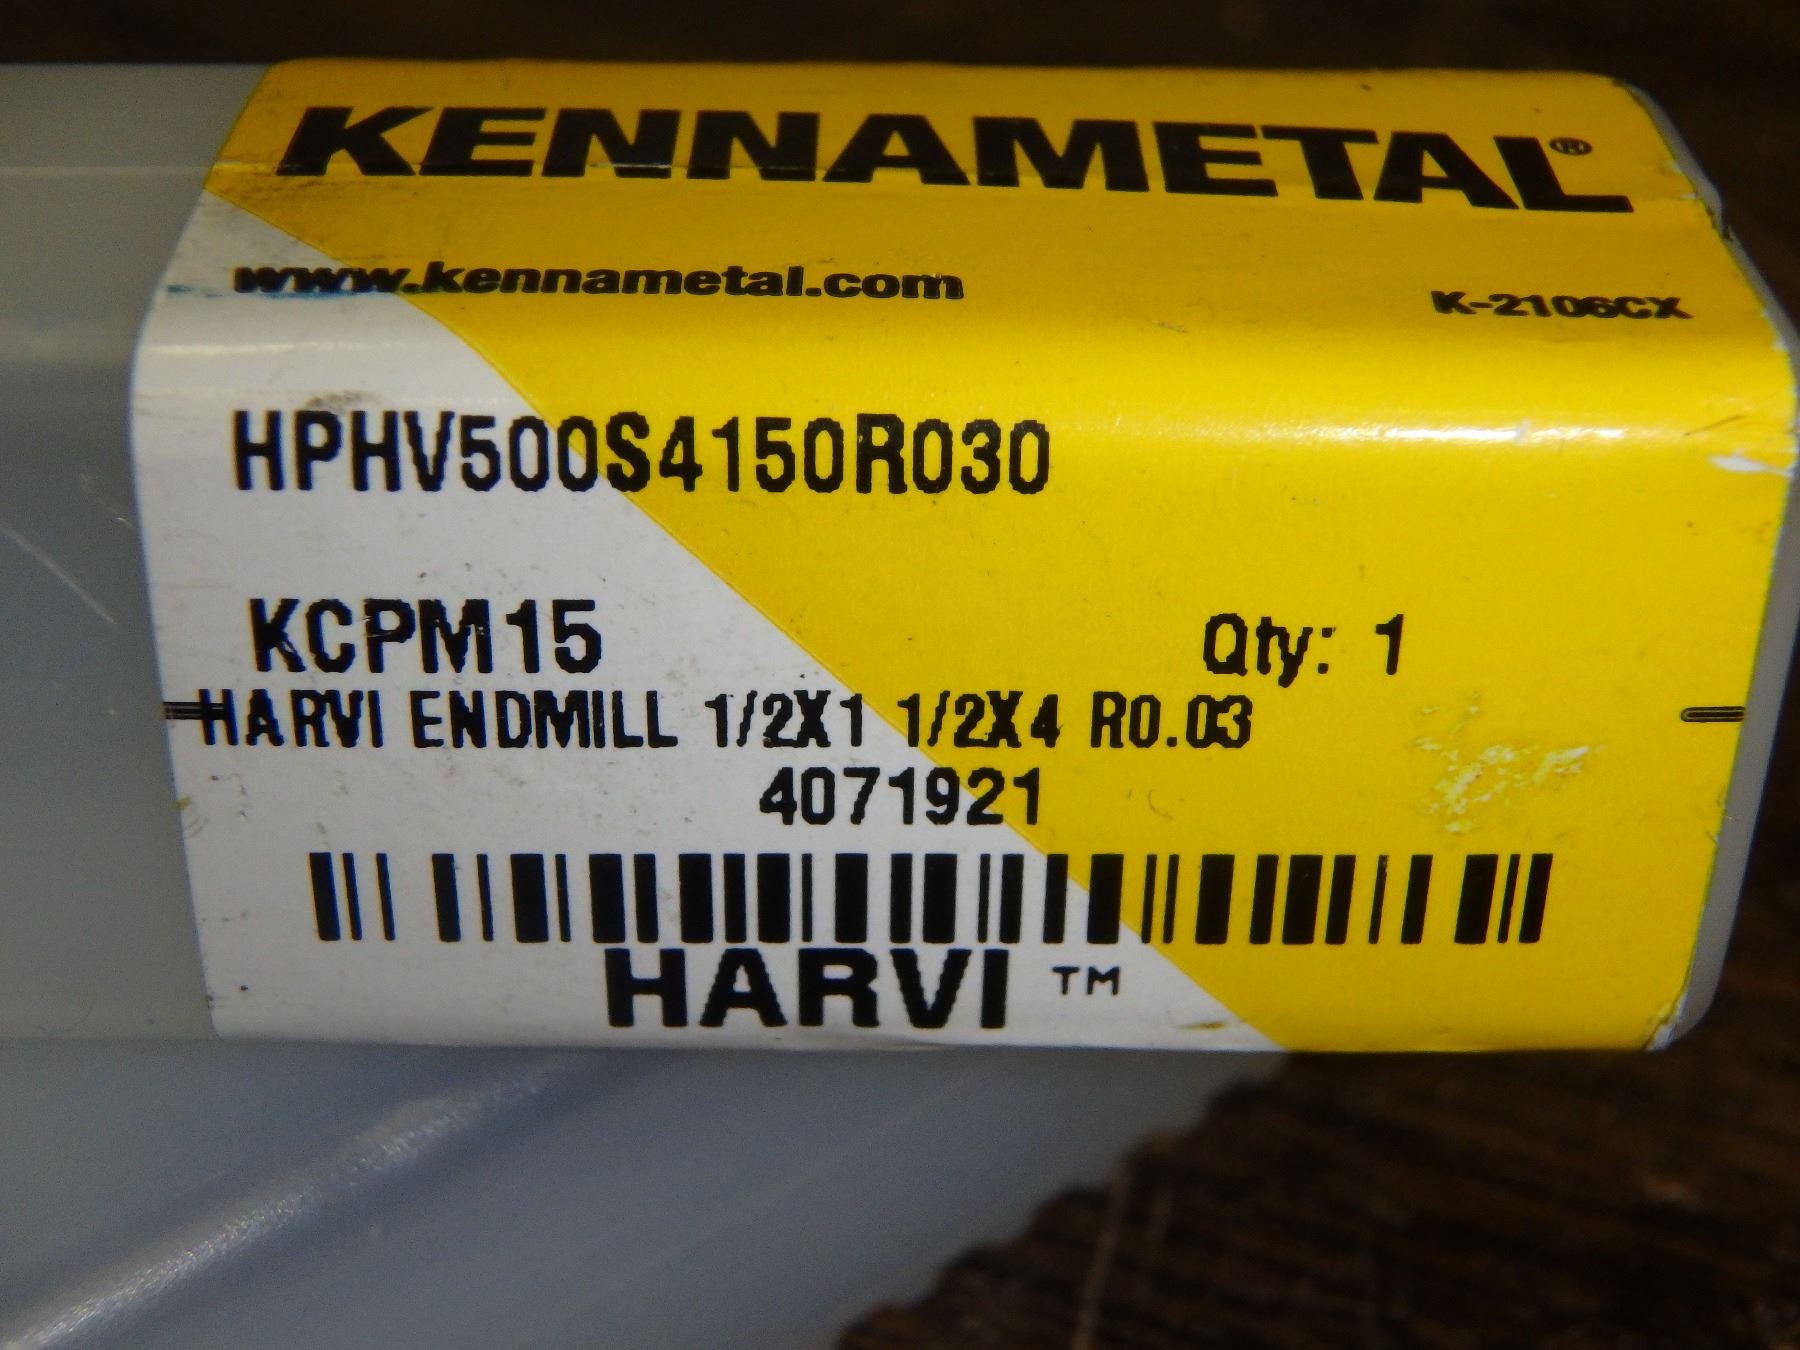 KENNAMETAL®
www.kennametal.com
K-2106CX
HPHV500S4150R030
KCPM15
Qty: 1
HARVI ENDMILL 1/2X1 1/2X4 R0.03
4071921
HARVI ™